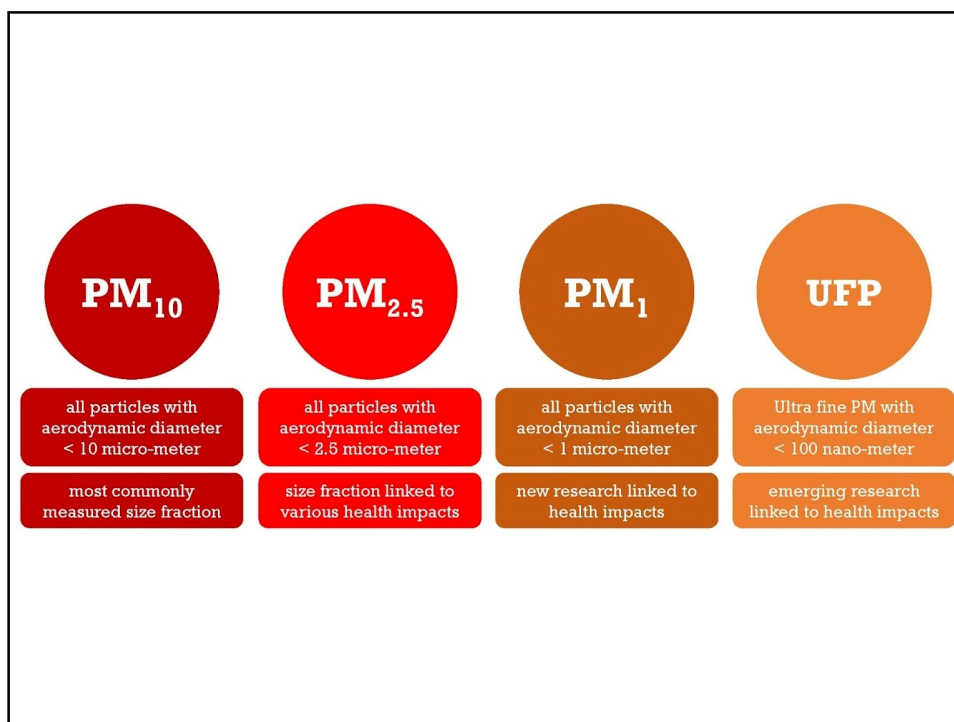 PM10
all particles with
aerodynamic diameter
< 10 micro-meter
most commonly
measured size fraction
PM2.5
all particles with
aerodynamic diameter
< 2.5 micro-meter
size fraction linked to
various health impacts
PM1
all particles with
aerodynamic diameter
< 1 micro-meter
new research linked to
health impacts
UFP
Ultra fine PM with
aerodynamic diameter
< 100 nano-meter
emerging research
linked to health impacts